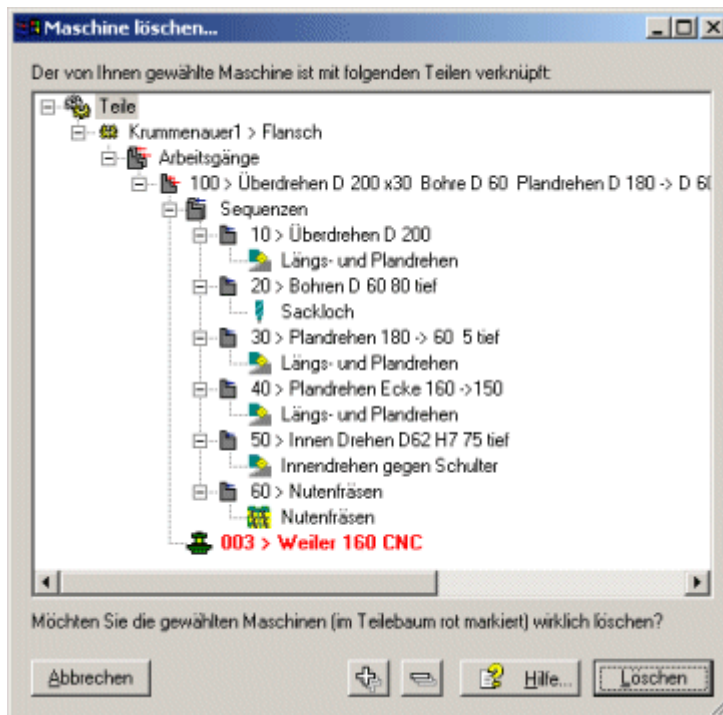 Maschine löschen...
Der von Ihnen gewählte Maschine ist mit folgenden Teilen verknüpft:
Teile
Krummenauer1 > Flansch
Arbeitsgänge
100 > Überdrehen D 200 x30 Bohre D 60 Plandrehen D 180 -> D 60
Sequenzen
10 > Überdrehen D 200
Längs- und Plandrehen
20 > Bohren D 60 80 tief
Sackloch
30 > Plandrehen 180 -> 60 5 tief
Längs- und Plandrehen
40 > Plandrehen Ecke 160 ->150
Längs- und Plandrehen
50 > Innen Drehen D62 H7 75 tief
Innendrehen gegen Schulter
60 > Nutenfräsen
Nutenfräsen
003 > Weiler 160 CNC
Möchten Sie die gewählten Maschinen (im Teilebaum rot markiert) wirklich löschen?
Abbrechen
Hilfe...
Löschen